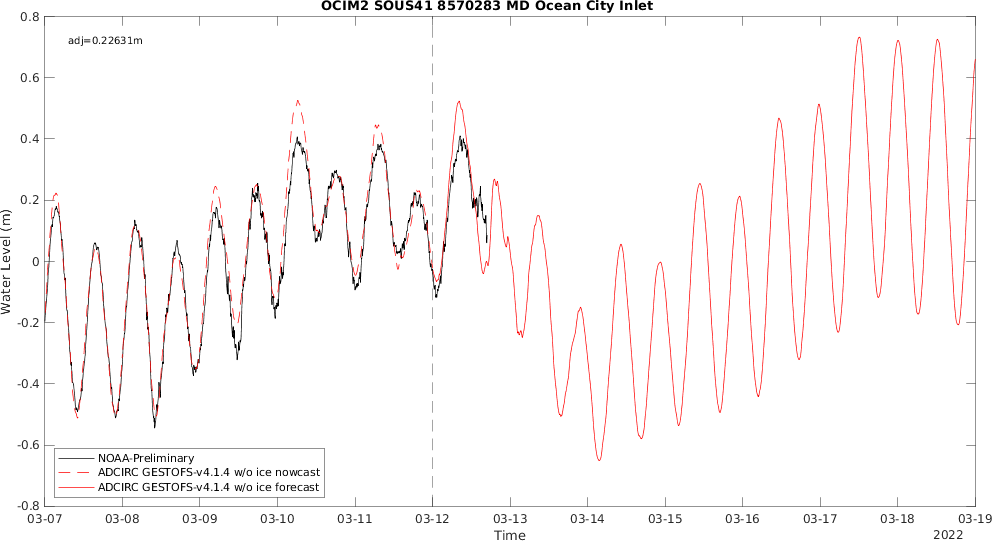 OCIM2 SOUS41 8570283 MD Ocean City Inlet
adj=0.22631m
0.8
0.6
0.4
0.2
0
-0.2
-0.4
-0.6
-0.8
Water Level (m)
NOAA-Preliminary
ADCIRC GESTOFS-v4.1.4 w/o ice nowcast
ADCIRC GESTOFS-v4.1.4 w/o ice forecast
03-07 03-08 03-09 03-10 03-11 03-12 03-13 03-14 03-15 03-16 03-17 03-18 03-19
Time
2022